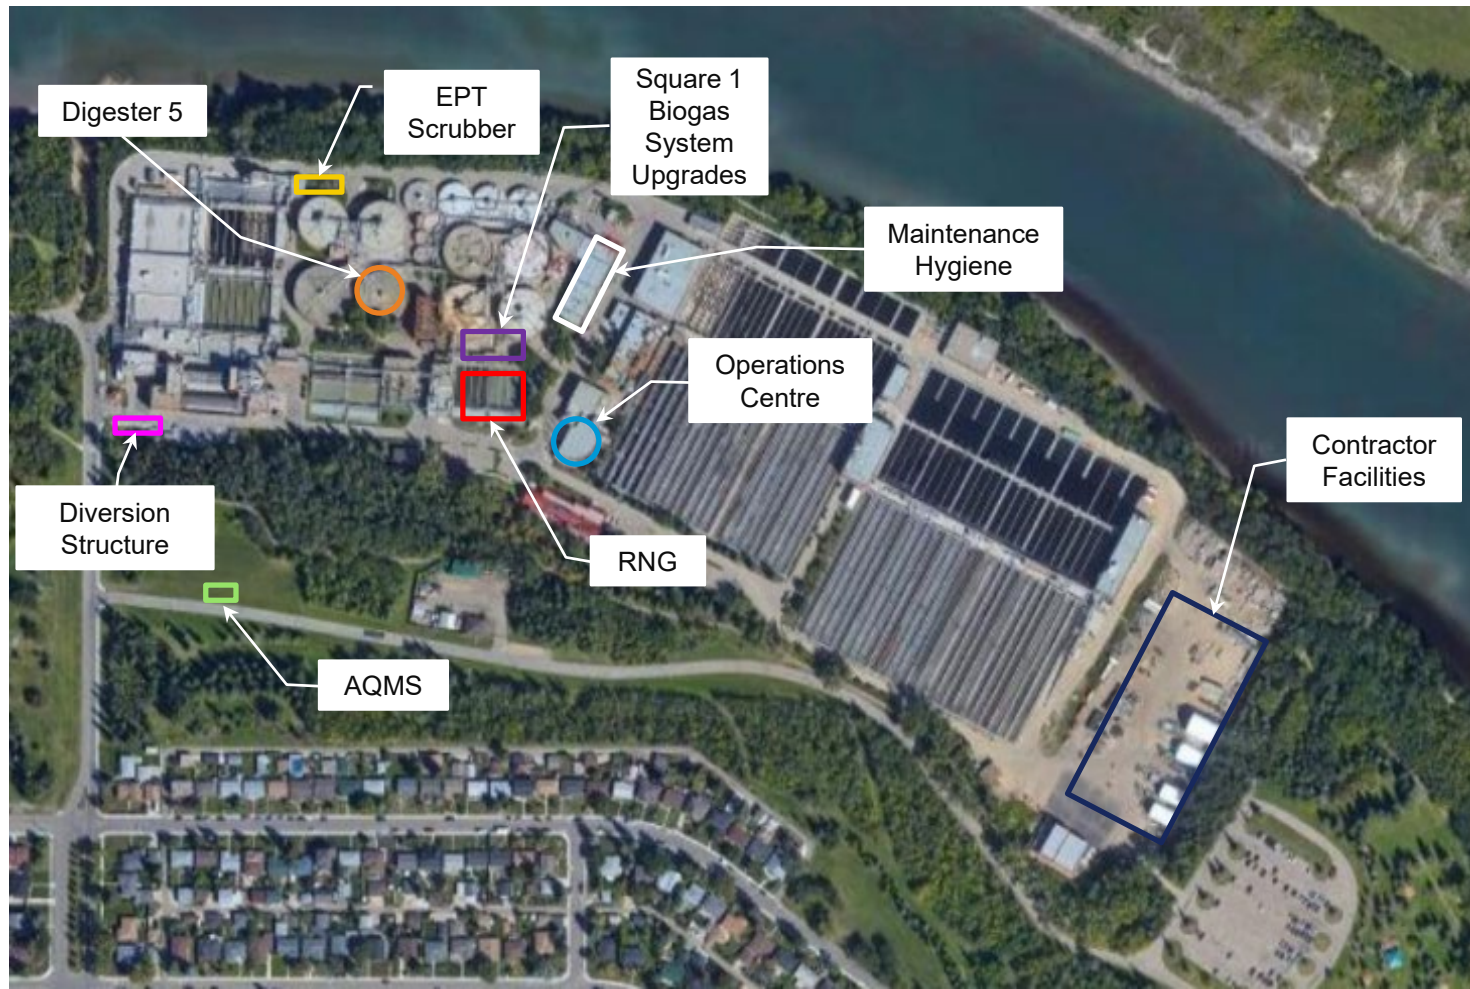 Digester 5
EPT
Scrubber
Square 1
Biogas
System
Upgrades
Maintenance
Hygiene
Operations
Centre
Contractor
Facilities
Diversion
Structure
RNG
AQMS